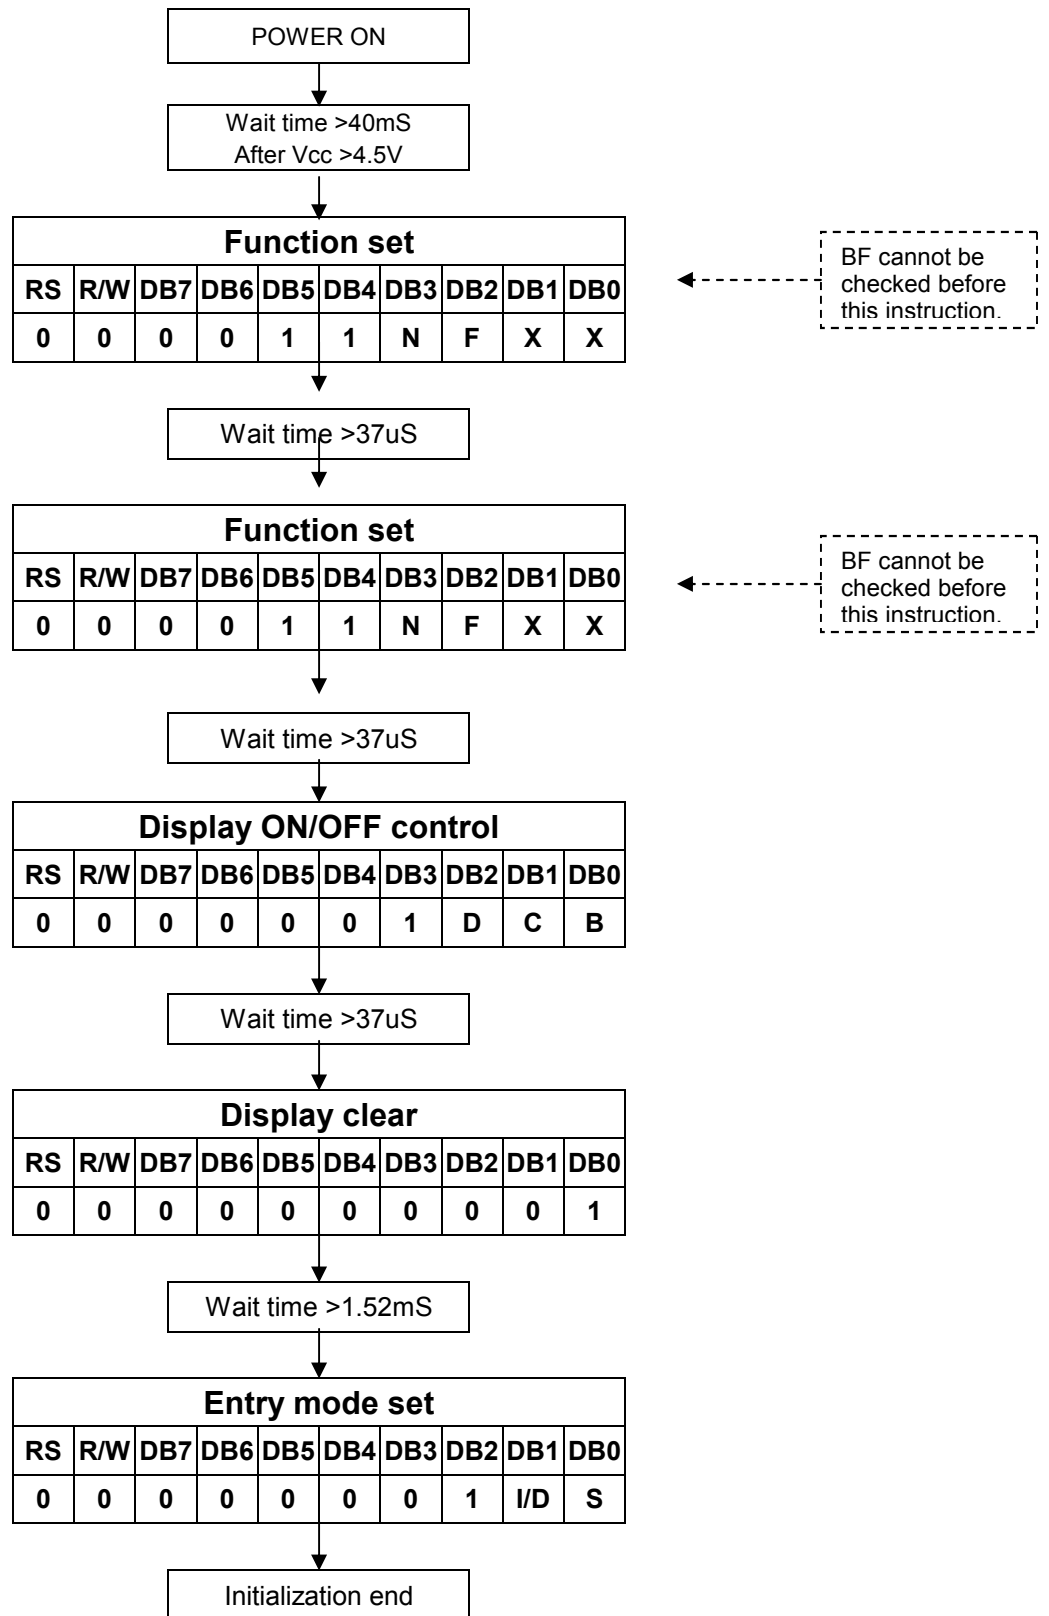 POWER ON
Wait time >40mS
After Vcc >4.5V
Function set
RS R/W DB7 DB6 DB5 DB4 DB3 DB2 DB1 DB0
0 0 0 0 1 1 N F X X
BF cannot be
checked before
this instruction.
Wait time >37uS
Function set
RS R/W DB7 DB6 DB5 DB4 DB3 DB2 DB1 DB0
0 0 0 0 1 1 N F X X
BF cannot be
checked before
this instruction.
Wait time >37uS
Display ON/OFF control
RS R/W DB7 DB6 DB5 DB4 DB3 DB2 DB1 DB0
0 0 0 0 0 0 1 D C B
Wait time >37uS
Display clear
RS R/W DB7 DB6 DB5 DB4 DB3 DB2 DB1 DB0
0 0 0 0 0 0 0 0 0 1
Wait time >1.52mS
Entry mode set
RS R/W DB7 DB6 DB5 DB4 DB3 DB2 DB1 DB0
0 0 0 0 0 0 0 1 I/D S
Initialization end